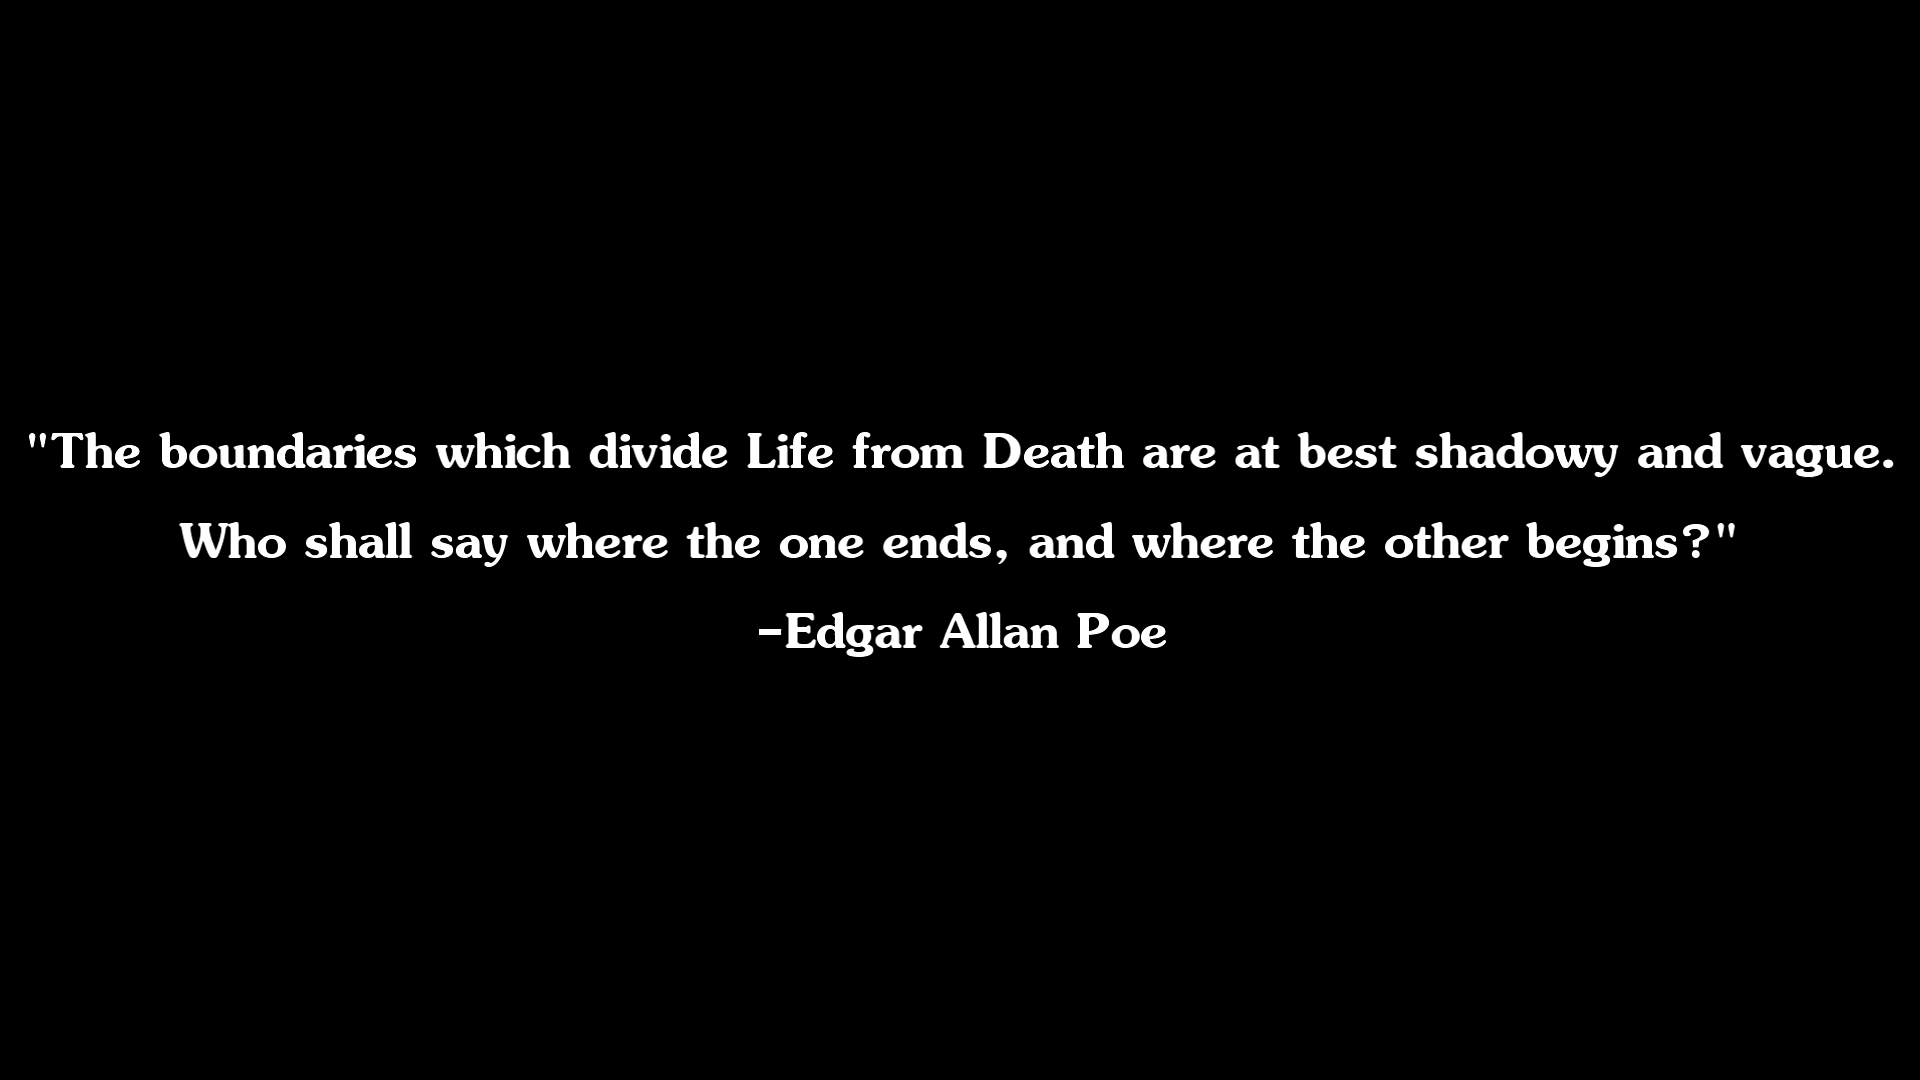 "The boundaries which divide Life from Death are at best shadowy and vague.
Who shall say where the one ends, and where the other begins?"
-Edgar Allan Poe